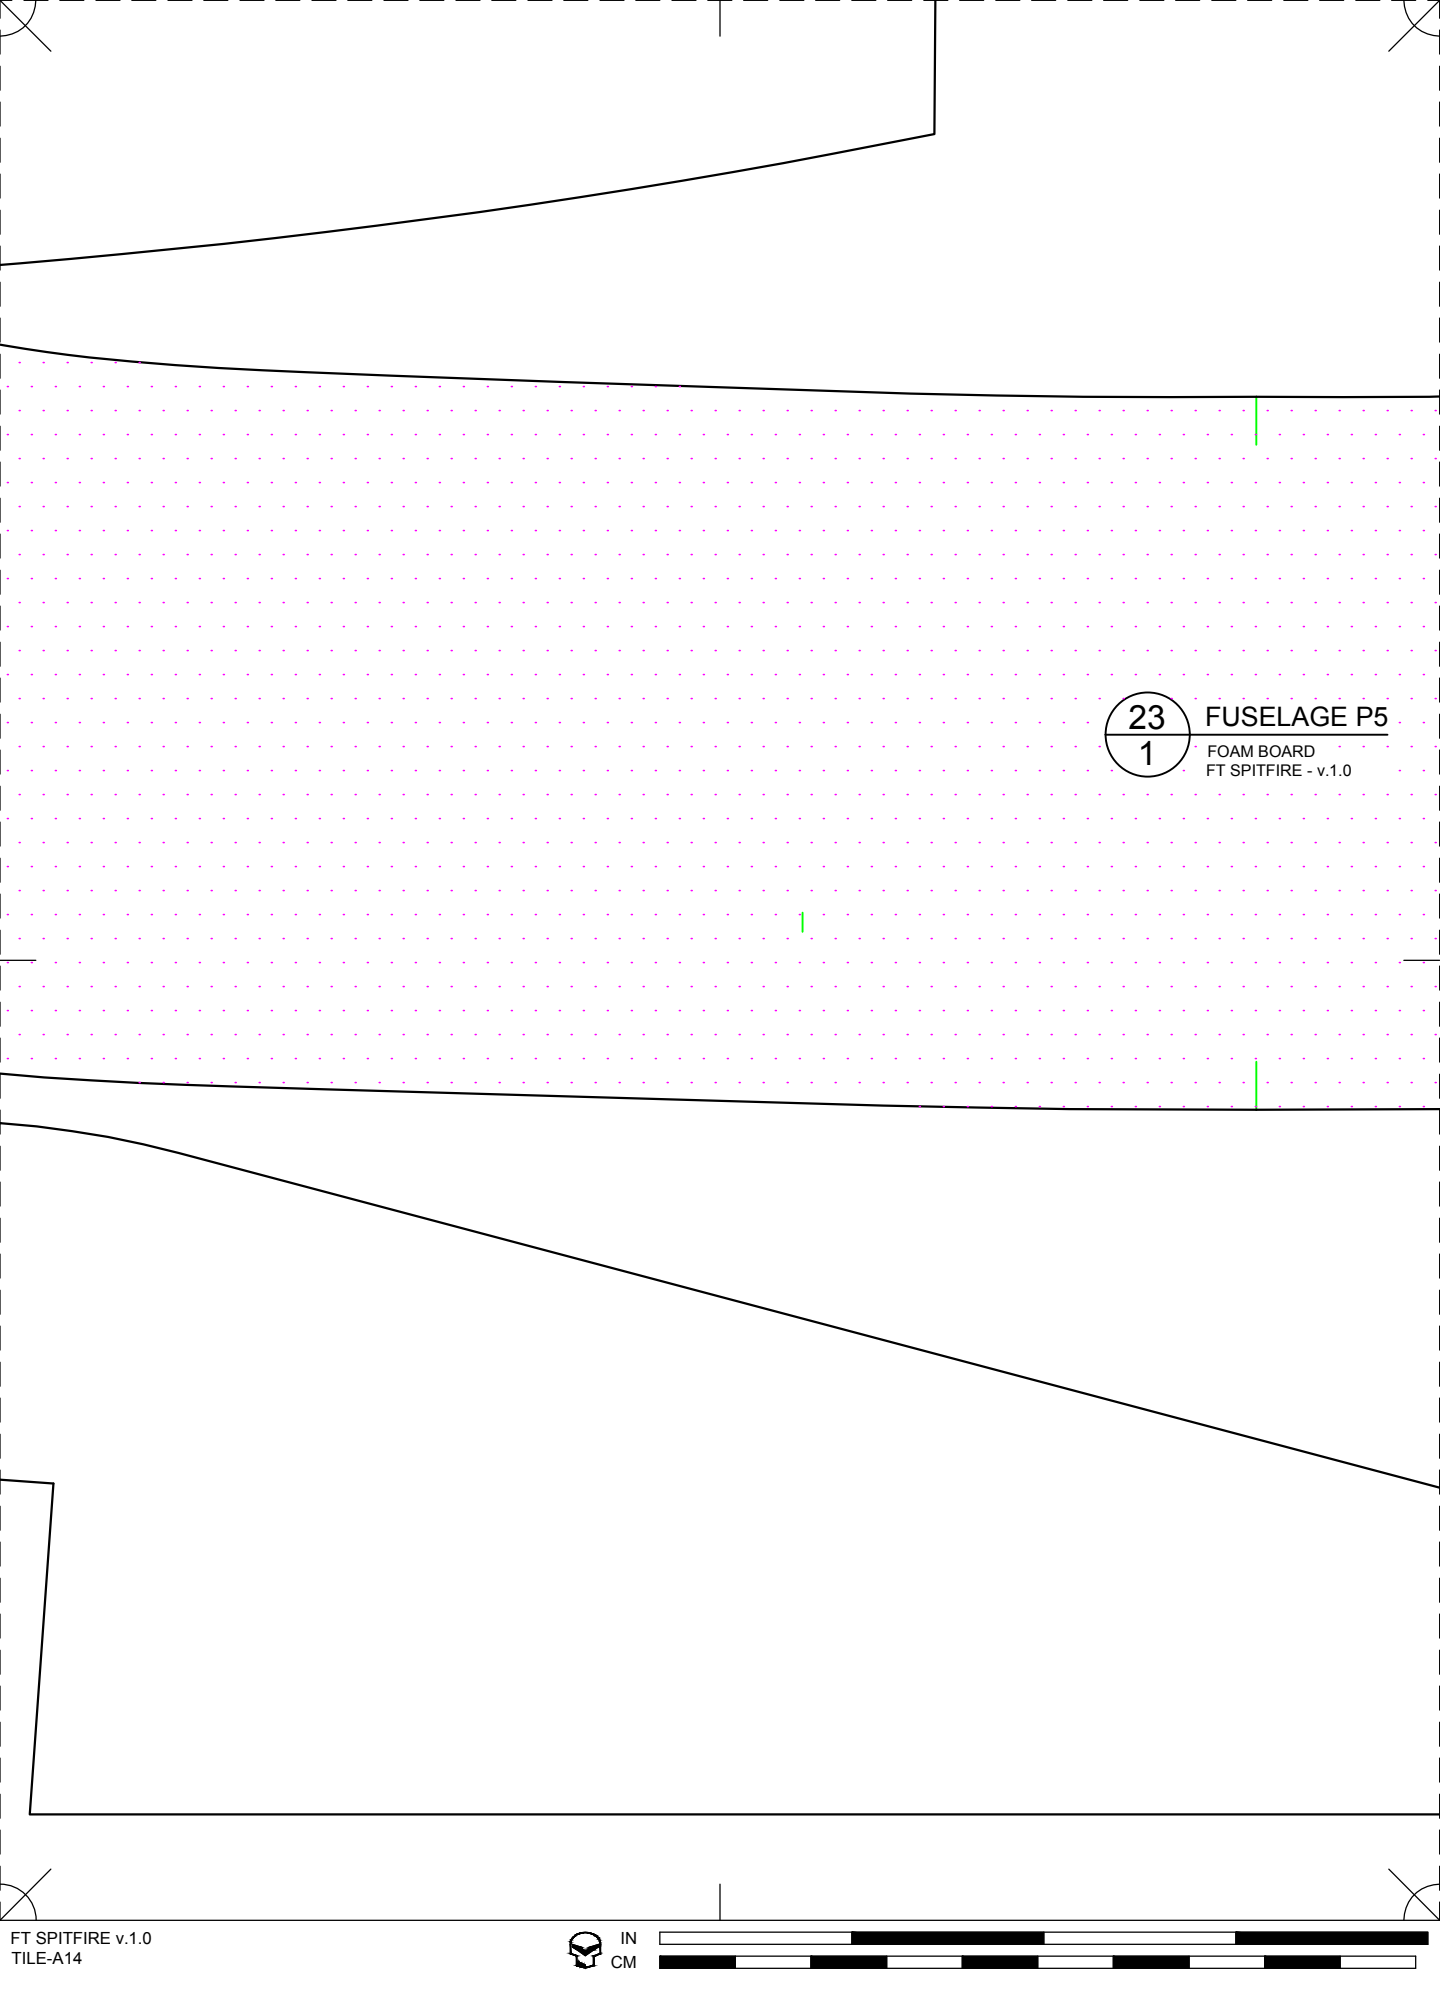 23
1
FUSELAGE P5
FOAM BOARD
FT SPITFIRE - v.1.0
FT SPITFIRE v.1.0
TILE-A14
IN
CM